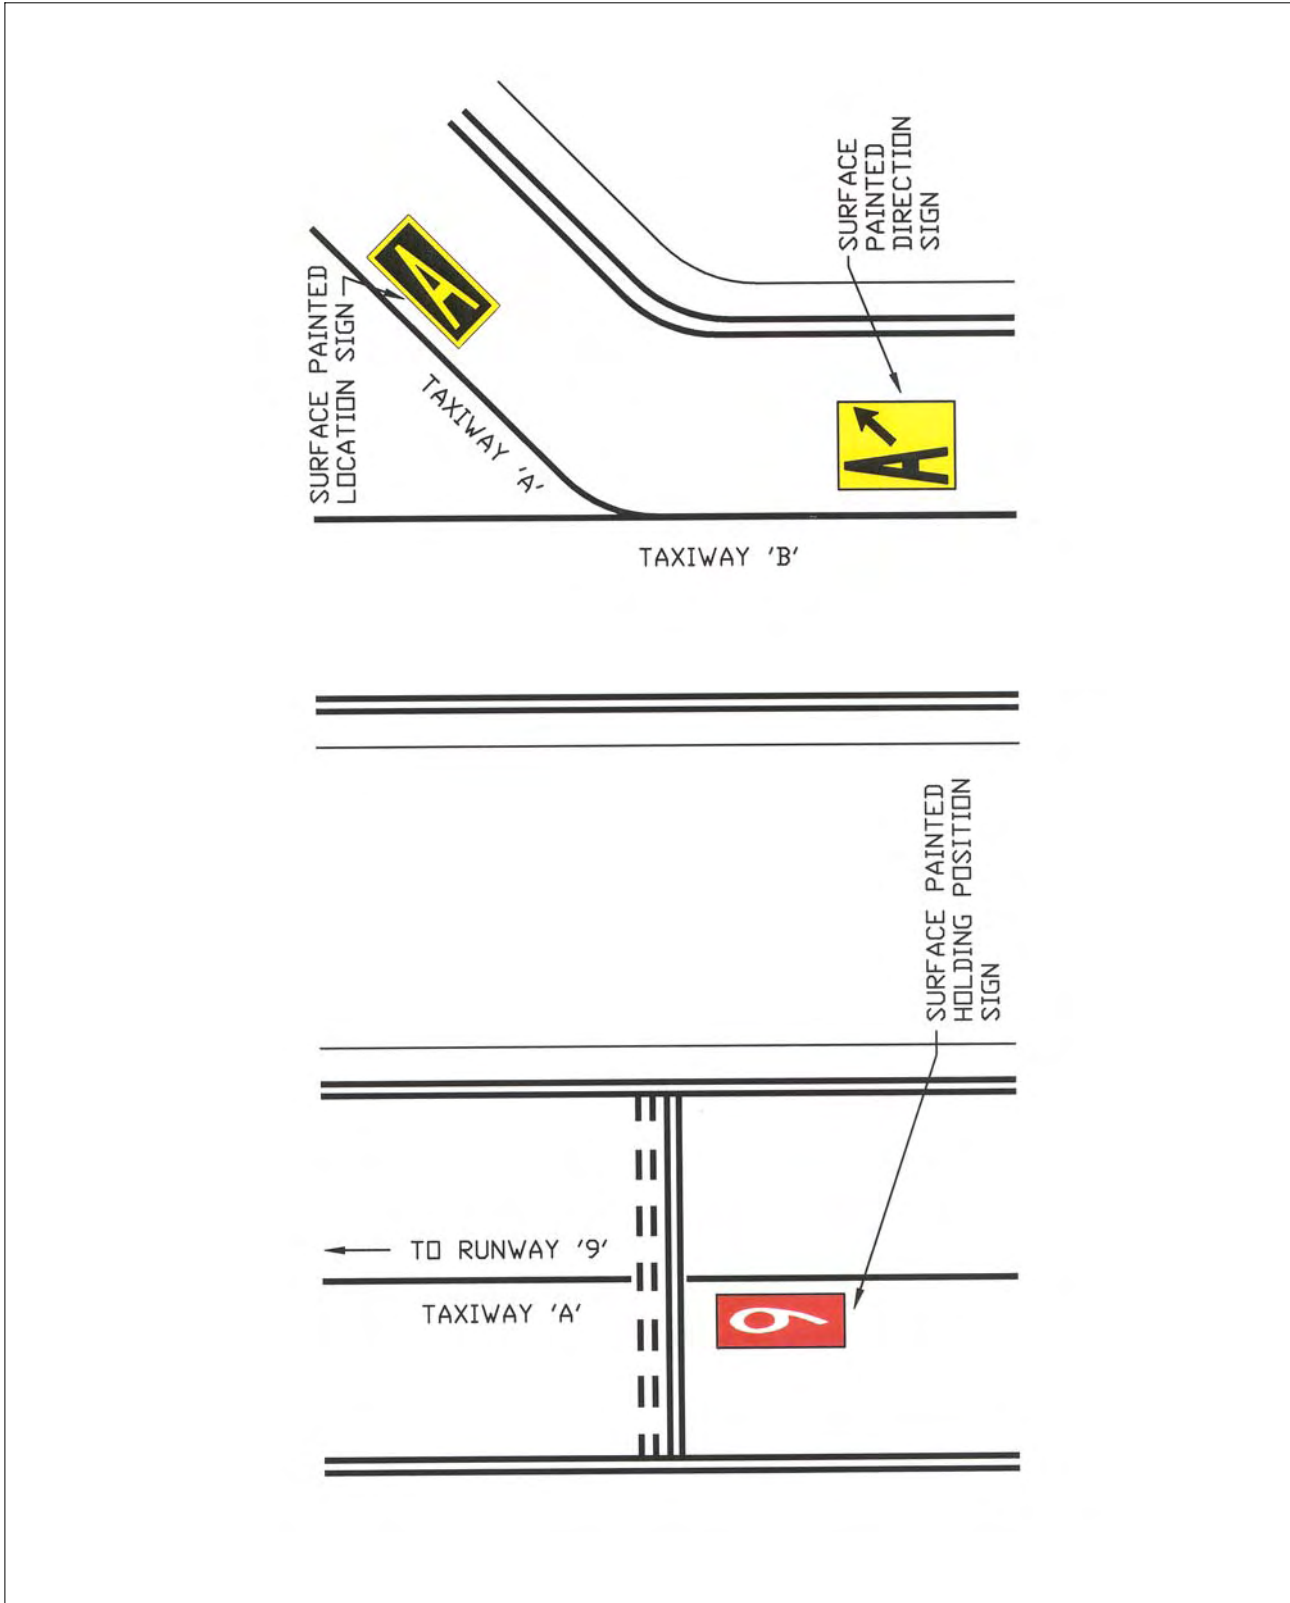 SURFACE PAINTED
LOCATION SIGN
A
TAXIWAY 'A'
SURFACE
PAINTED
DIRECTION
SIGN
A
TAXIWAY 'B'
SURFACE PAINTED
HOLDING POSITION
SIGN
TO RUNWAY '9'
TAXIWAY 'A'
9